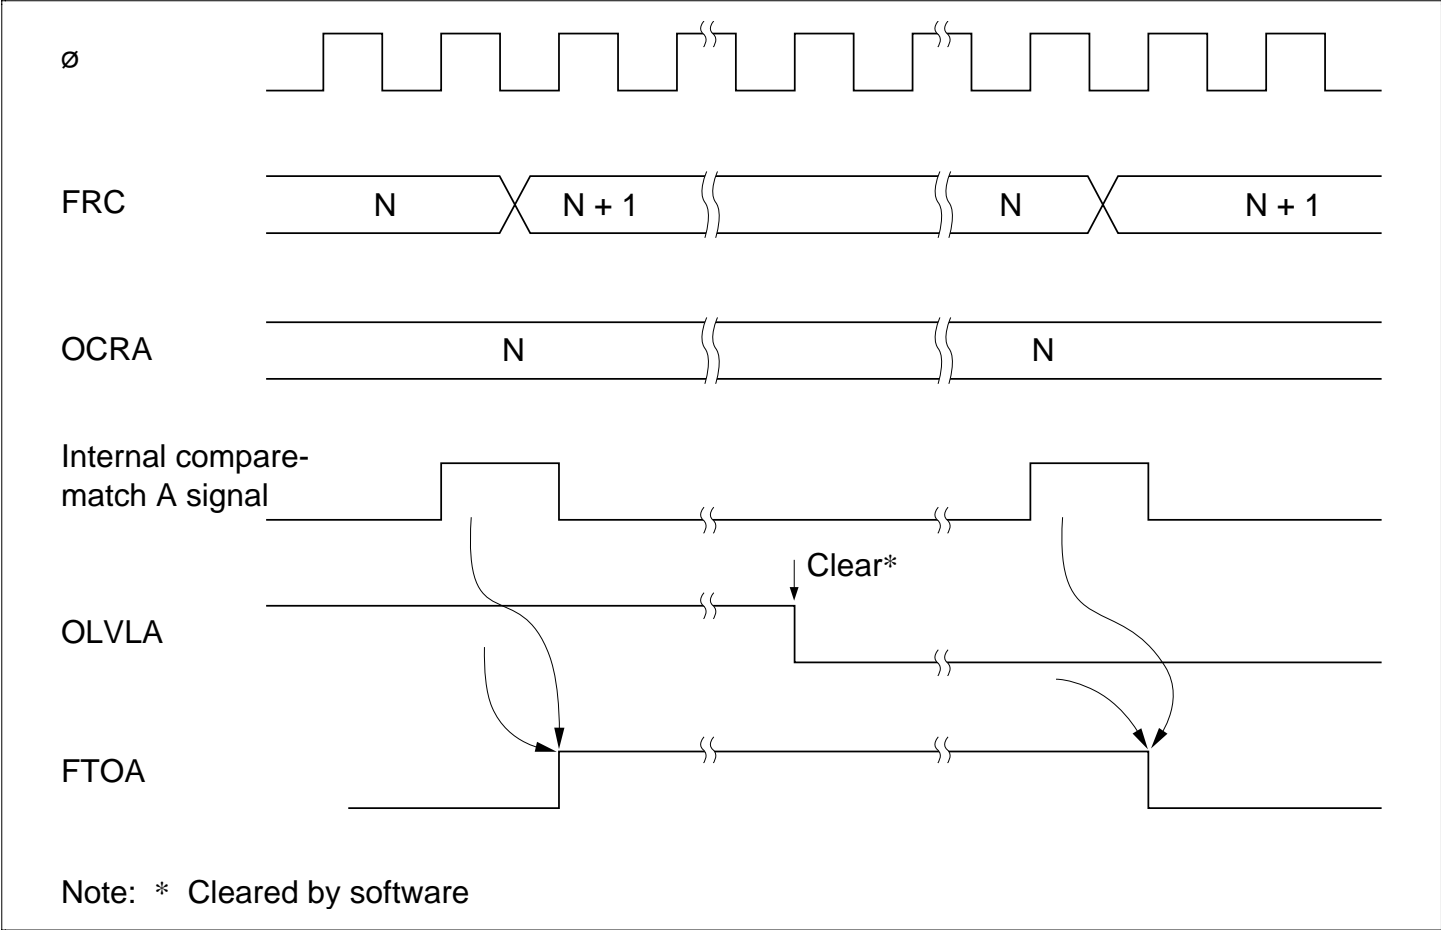 ø
FRC
N
N + 1
N
N + 1
OCRA
N
N
Internal compare-
match A signal
Clear*
OLVLA
FTOA
Note: * Cleared by software